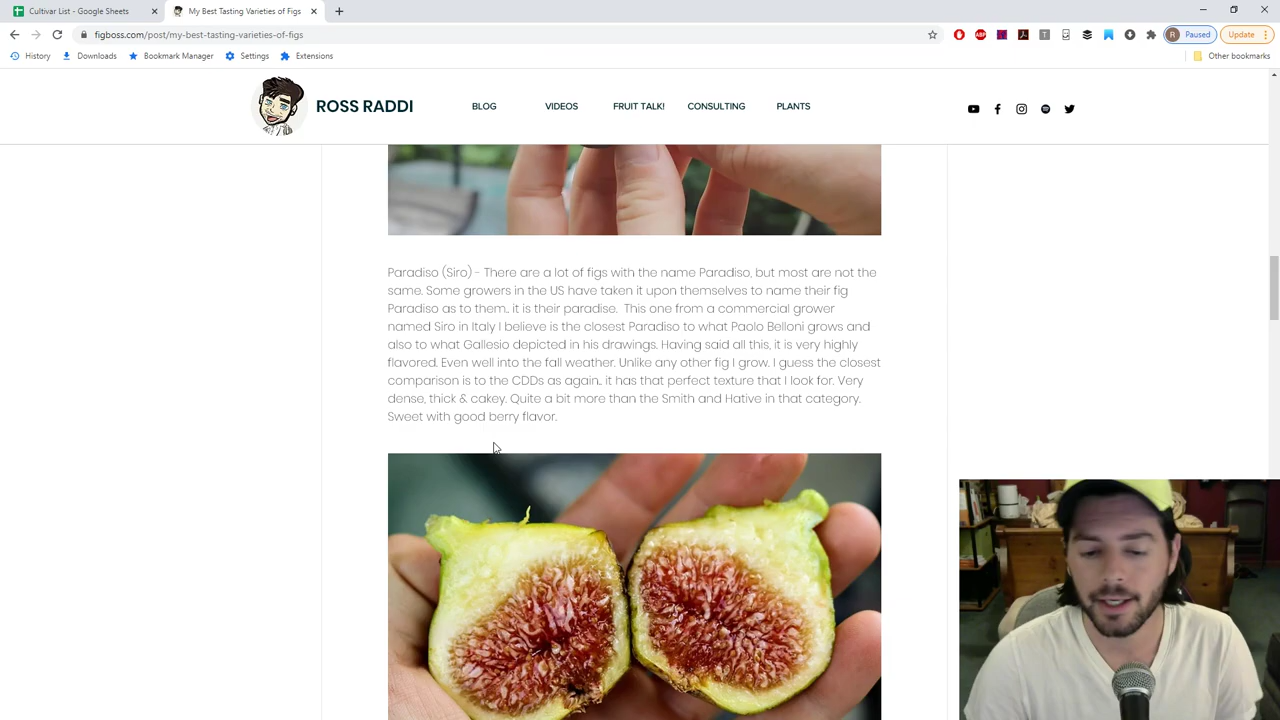 Cultivar List - Google Sheets
My Best Tasting Varieties of Figs
figboss.com/post/my-best-tasting-varieties-of-figs
Paused
Update
History
Downloads
Bookmark Manager
Settings
Extensions
Other bookmarks
ROSS RADDI
BLOG
VIDEOS
FRUIT TALK!
CONSULTING
PLANTS
Paradiso (Siro) - There are a lot of figs with the name Paradiso, but most are not the
same. Some growers in the US have taken it upon themselves to name their fig
Paradiso as to them.. it is their paradise. This one from a commercial grower
named Siro in Italy I believe is the closest Paradiso to what Paolo Belloni grows and
also to what Gallesio depicted in his drawings. Having said all this, it is very highly
flavored. Even well into the fall weather. Unlike any other fig I grow. I guess the closest
comparison is to the CDDs as again.. it has that perfect texture that I look for. Very
dense, thick & cakey. Quite a bit more than the Smith and Hative in that category.
Sweet with good berry flavor.